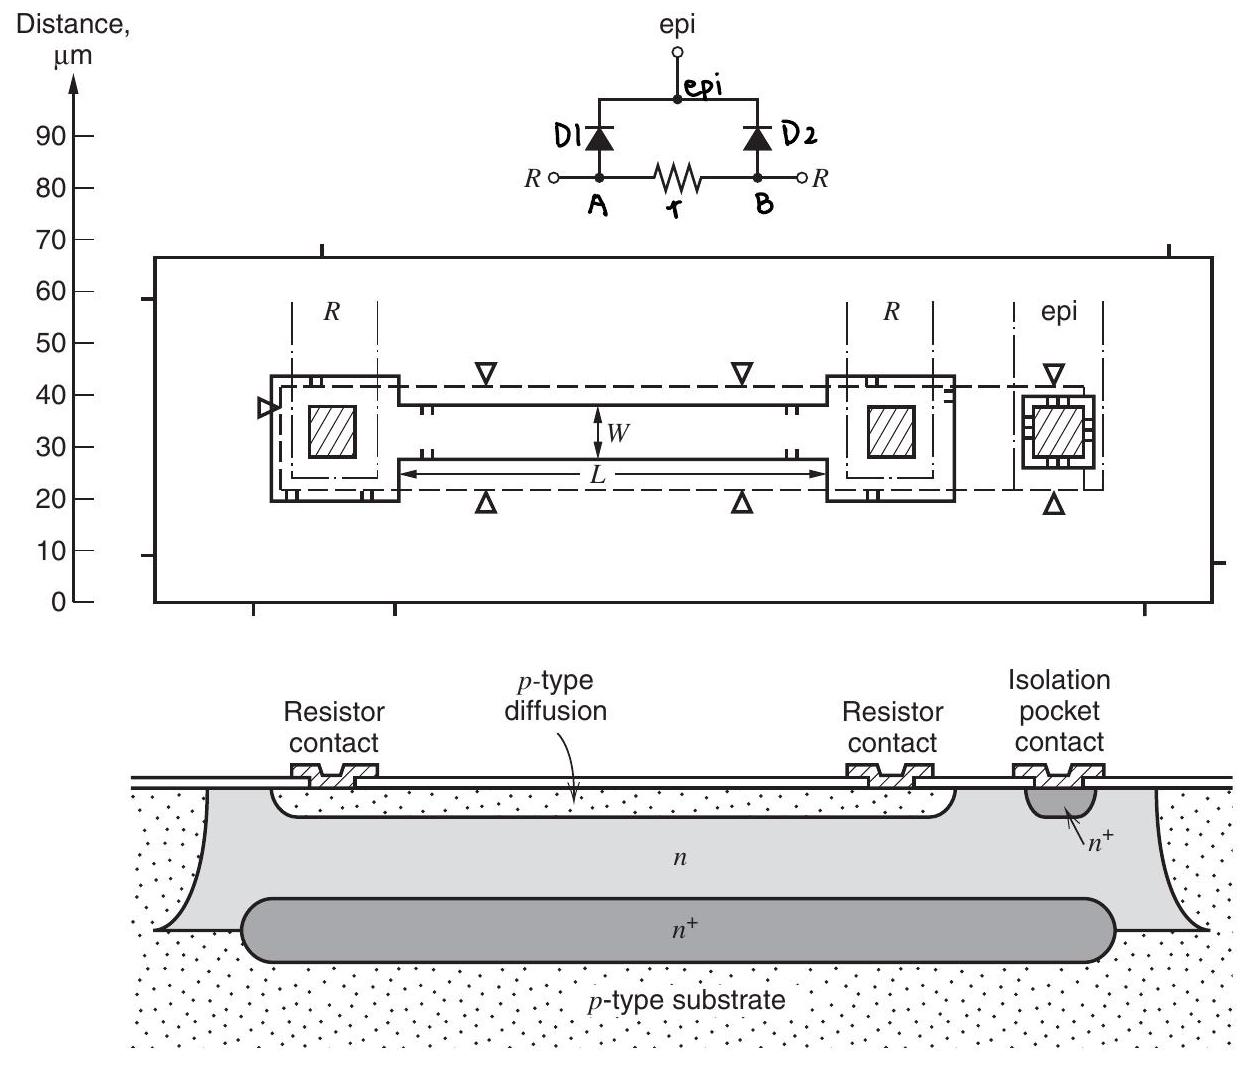 Distance,
μm
epi
epi
D1
D2
R
R
A
r
B
90
80
70
60
50
40
30
20
10
0
R
R
epi
W
L
p-type
diffusion
Resistor
contact
Resistor
contact
Isolation
pocket
contact
n
n⁺
n⁺
p-type substrate